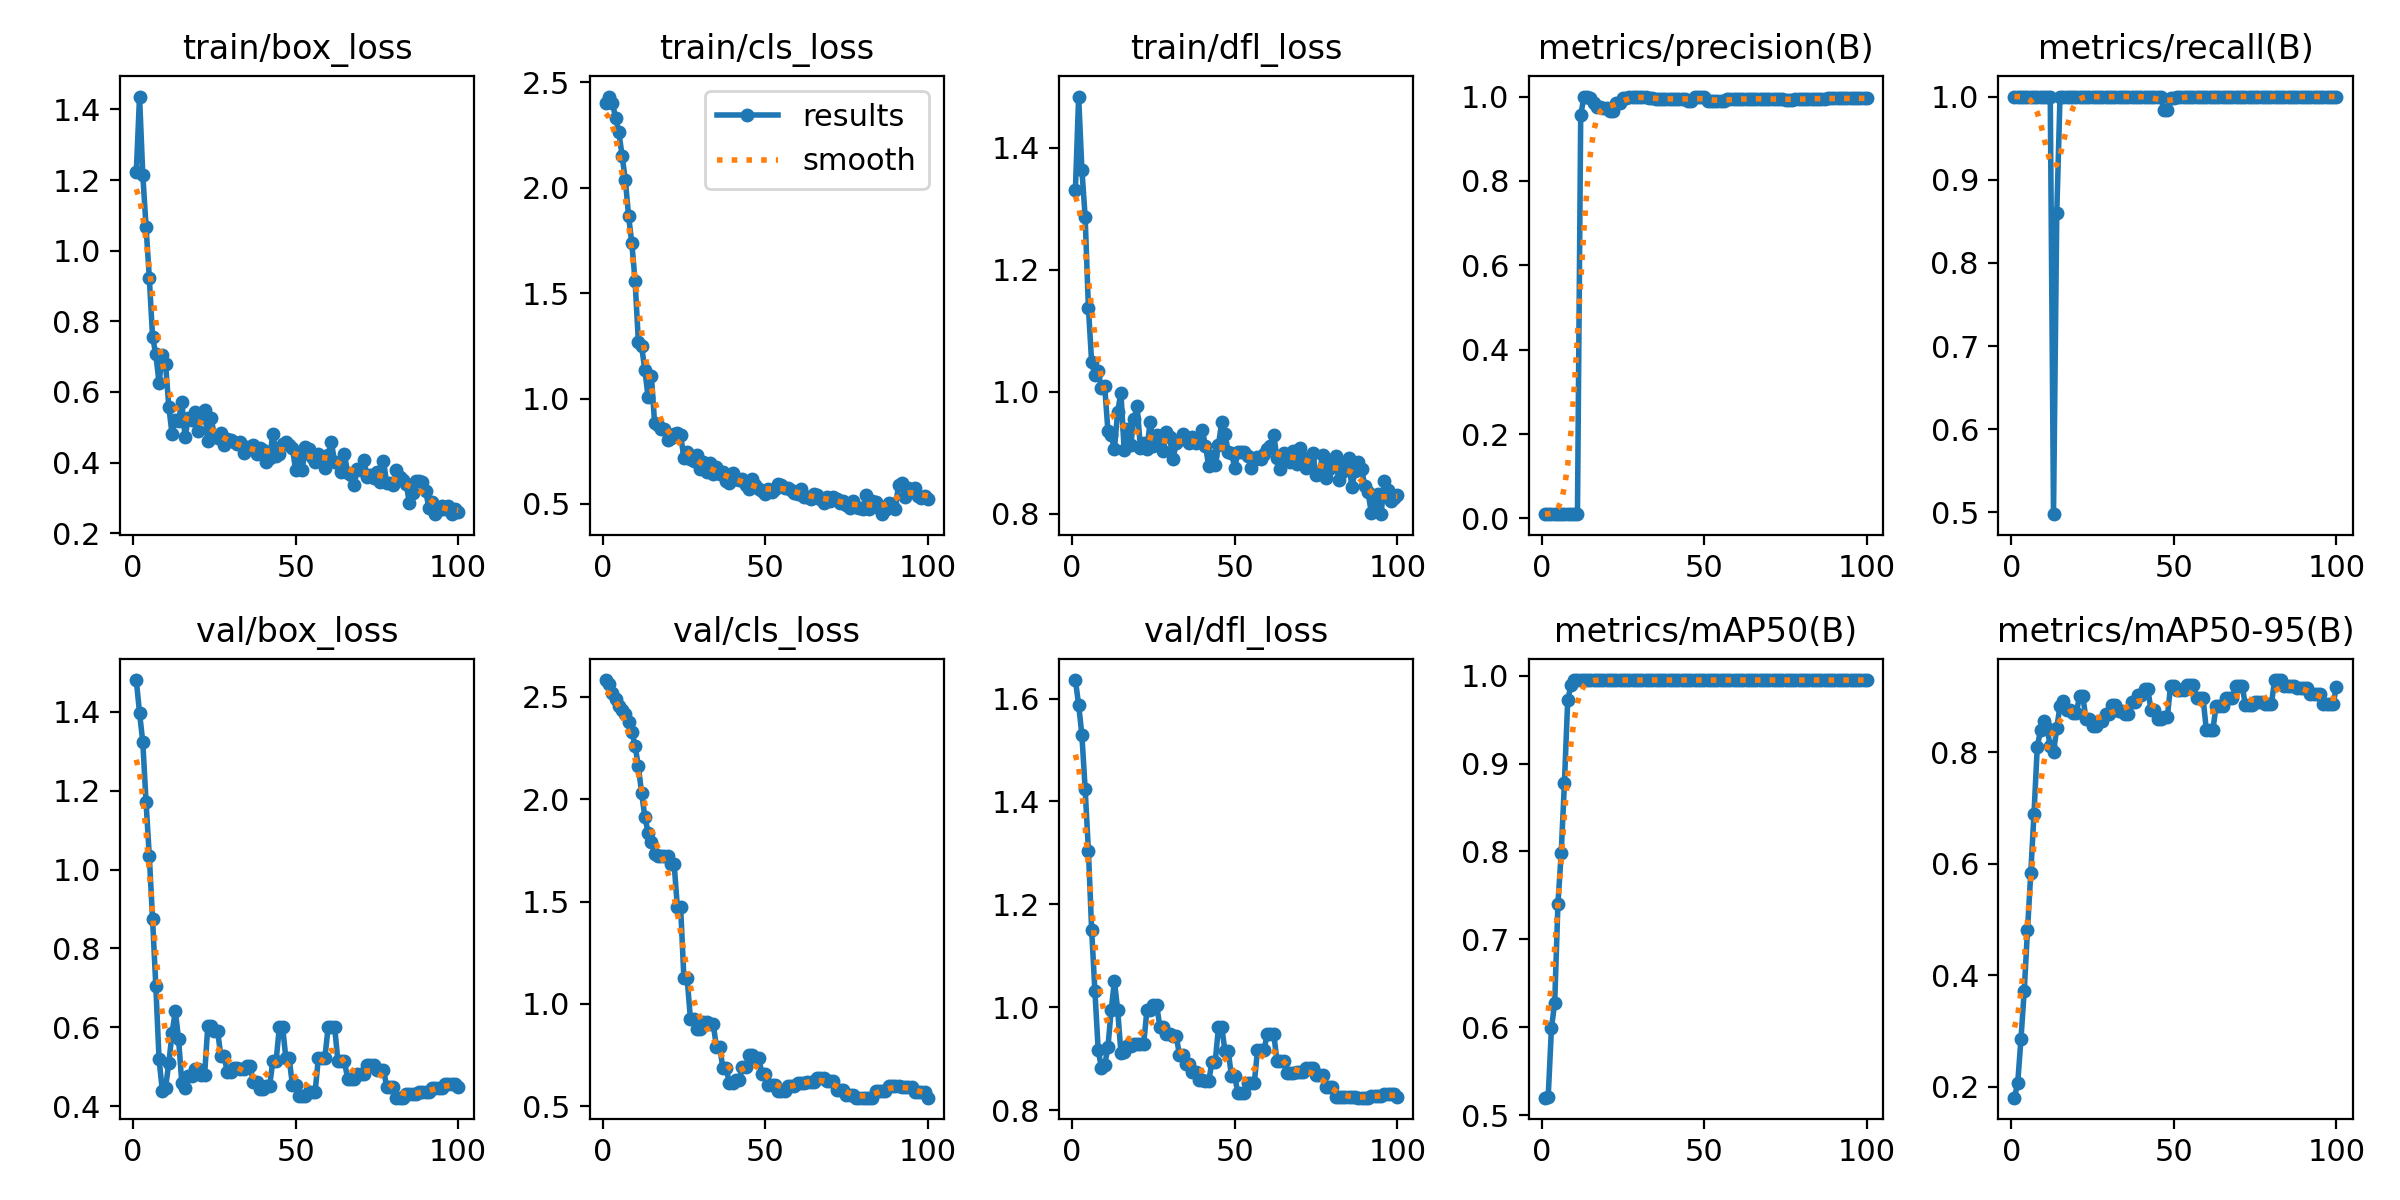 train/box_loss
train/cls_loss
train/dfl_loss
metrics/precision(B)
metrics/recall(B)
1.4
1.2
1.0
0.8
0.6
0.4
0.2
0 50 100
2.5
2.0
1.5
1.0
0.5
0 50 100
results
smooth
1.4
1.2
1.0
0.8
0 50 100
1.0
0.8
0.6
0.4
0.2
0.0
0 50 100
1.0
0.9
0.8
0.7
0.6
0.5
0 50 100
val/box_loss
val/cls_loss
val/dfl_loss
metrics/mAP50(B)
metrics/mAP50-95(B)
1.4
1.2
1.0
0.8
0.6
0.4
0 50 100
2.5
2.0
1.5
1.0
0.5
0 50 100
1.6
1.4
1.2
1.0
0.8
0 50 100
1.0
0.9
0.8
0.7
0.6
0.5
0 50 100
0.8
0.6
0.4
0.2
0 50 100